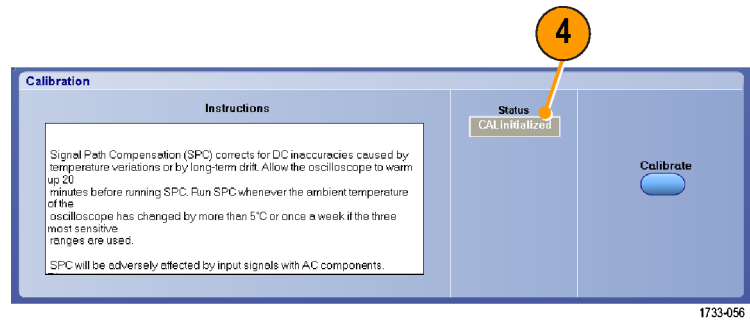 4
Calibration
Instructions
Status
CALinitialized
Signal Path Compensation (SPC) corrects for DC inaccuracies caused by
temperature variations or by long-term drift. Allow the oscilloscope to warm
up 20
minutes before running SPC. Run SPC whenever the ambient temperature
of the
oscilloscope has changed by more than 5°C or once a week if the three
most sensitive
ranges are used.
SPC will be adversely affected by input signals with AC components.
Calibrate
1733-056